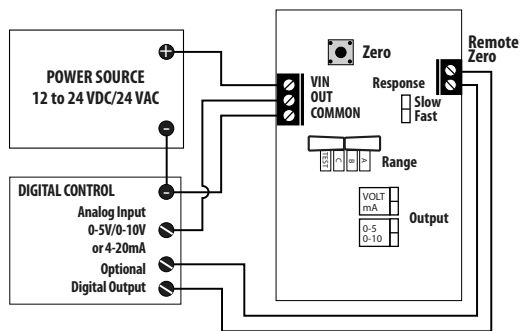 POWER SOURCE
12 to 24 VDC/24 VAC
DIGITAL CONTROL
Analog Input
0-5V/0-10V
or 4-20mA
Optional
Digital Output
Zero
VIN
OUT
COMMON
Response
Slow
Fast
Remote
Zero
TEST
C
B
A
Range
VOLT
mA
0-5
0-10
Output